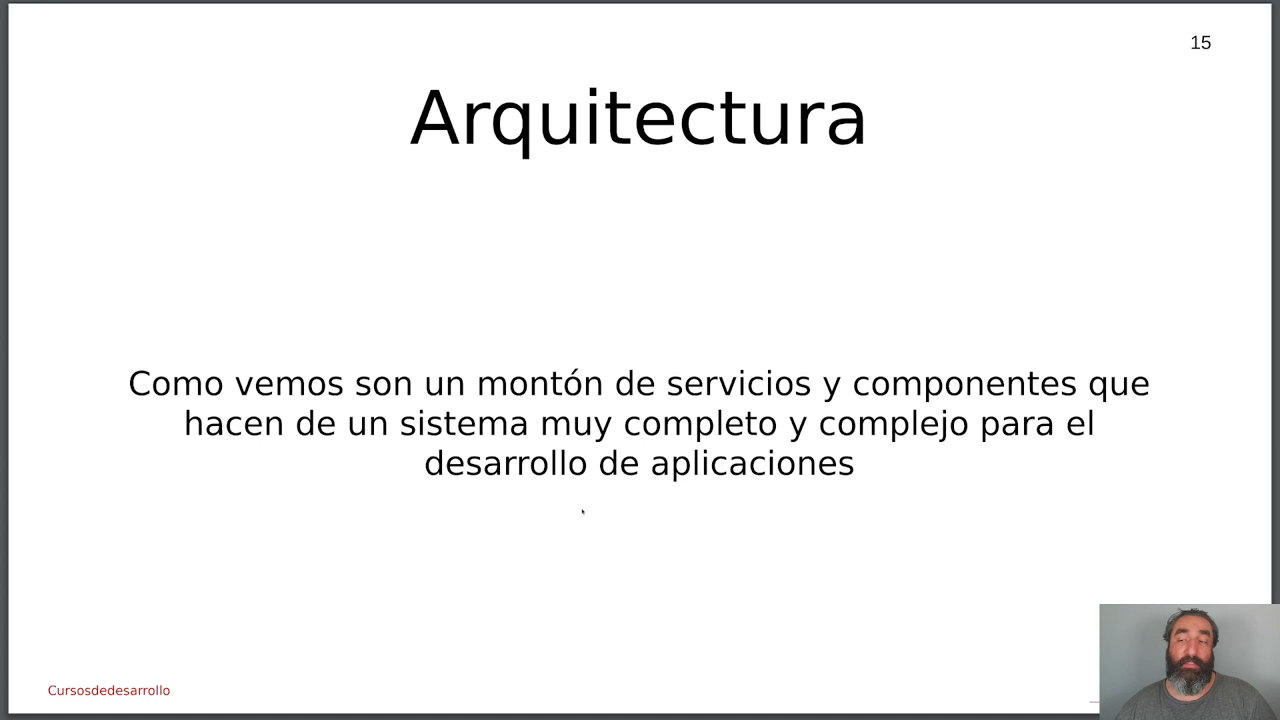 15
Arquitectura
Como vemos son un montón de servicios y componentes que
hacen de un sistema muy completo y complejo para el
desarrollo de aplicaciones
Cursosdedesarrollo